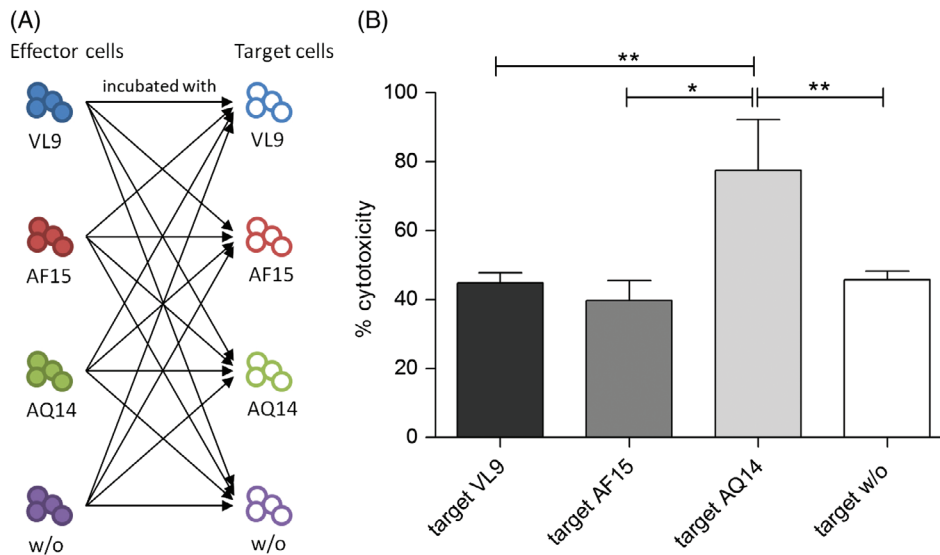 (A)
Effector cells
Target cells
incubated with
VL9
VL9
AF15
AF15
AQ14
AQ14
w/o
w/o
(B)
**
*
**
% cytotoxicity
100
80
60
40
20
0
target VL9
target AF15
target AQ14
target w/o